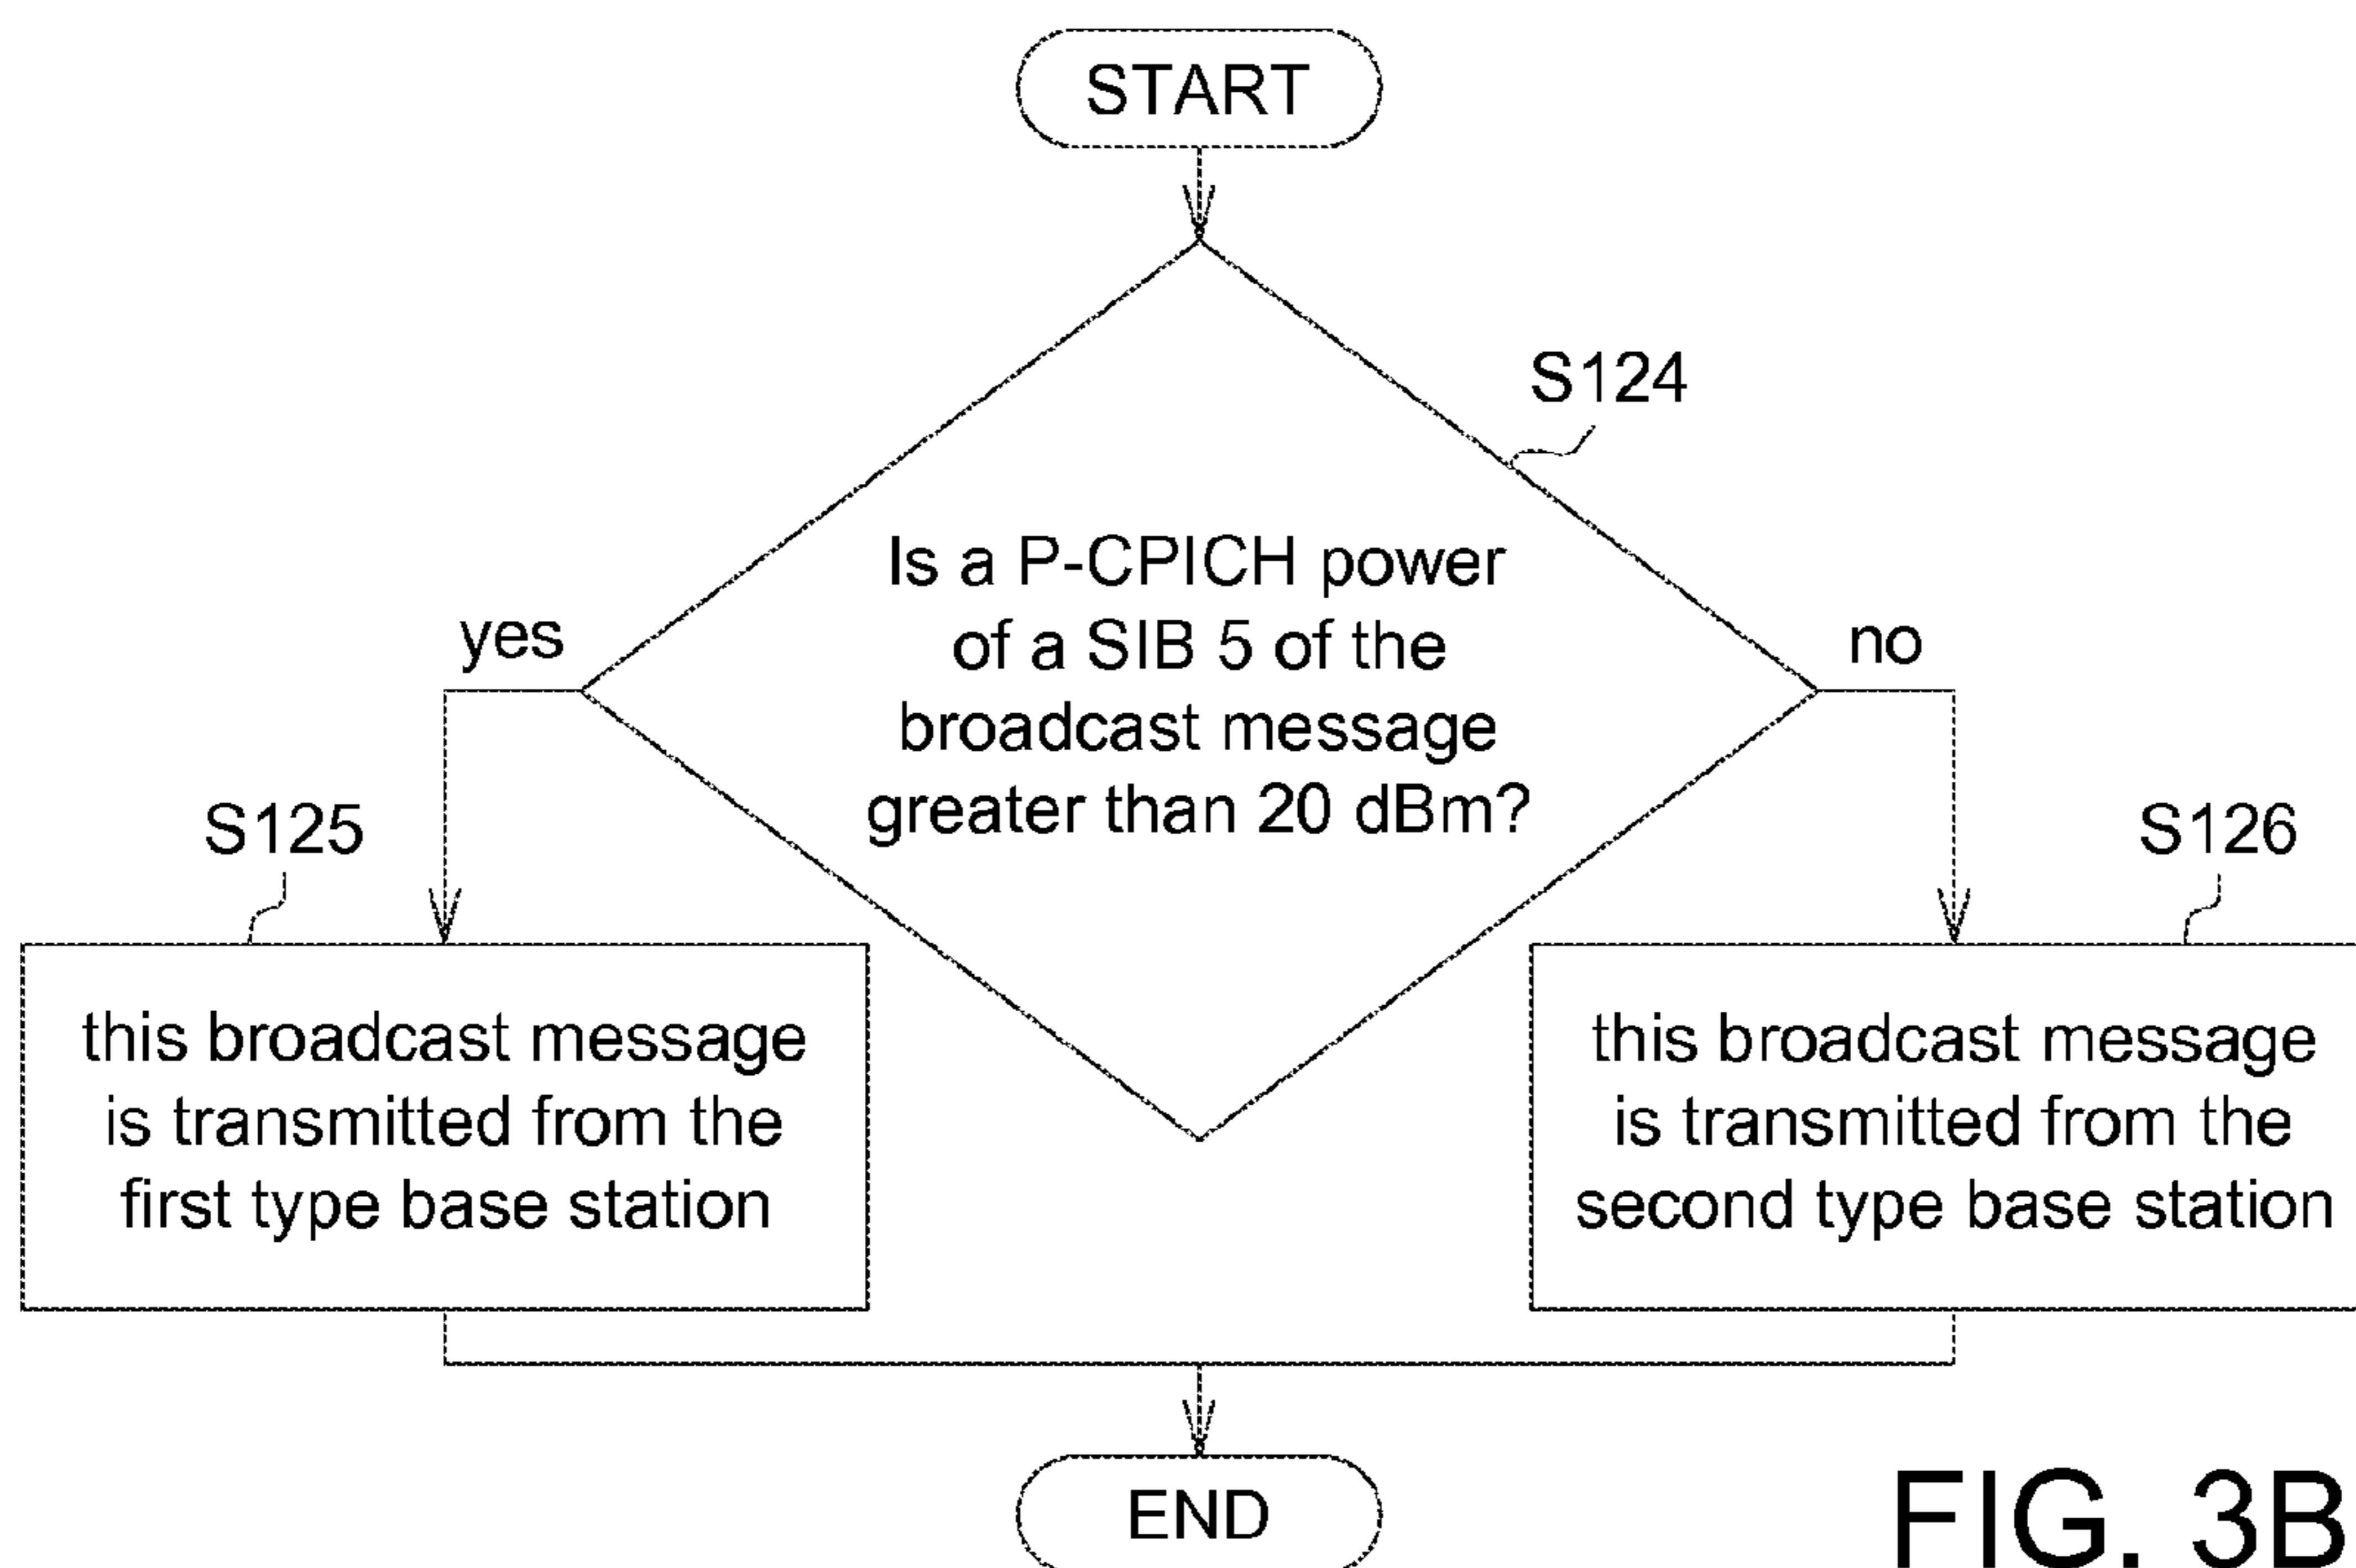 START
S124
Is a P-CPICH power
of a SIB 5 of the
broadcast message
greater than 20 dBm?
yes
no
S125
S126
this broadcast message
is transmitted from the
first type base station
this broadcast message
is transmitted from the
second type base station
END
FIG. 3B